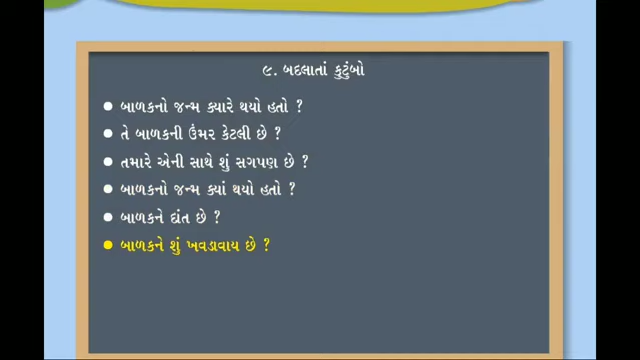 ૯. બદલાતાં કુટુંબો
બાળકનો જન્મ ક્યારે થયો હતો ?
તે બાળકની ઉંમર કેટલી છે ?
તમારે એની સાથે શું સગપણ છે ?
બાળકનો જન્મ ક્યાં થયો હતો ?
બાળકને દાંત છે ?
બાળકને શું ખવડાવાય છે ?